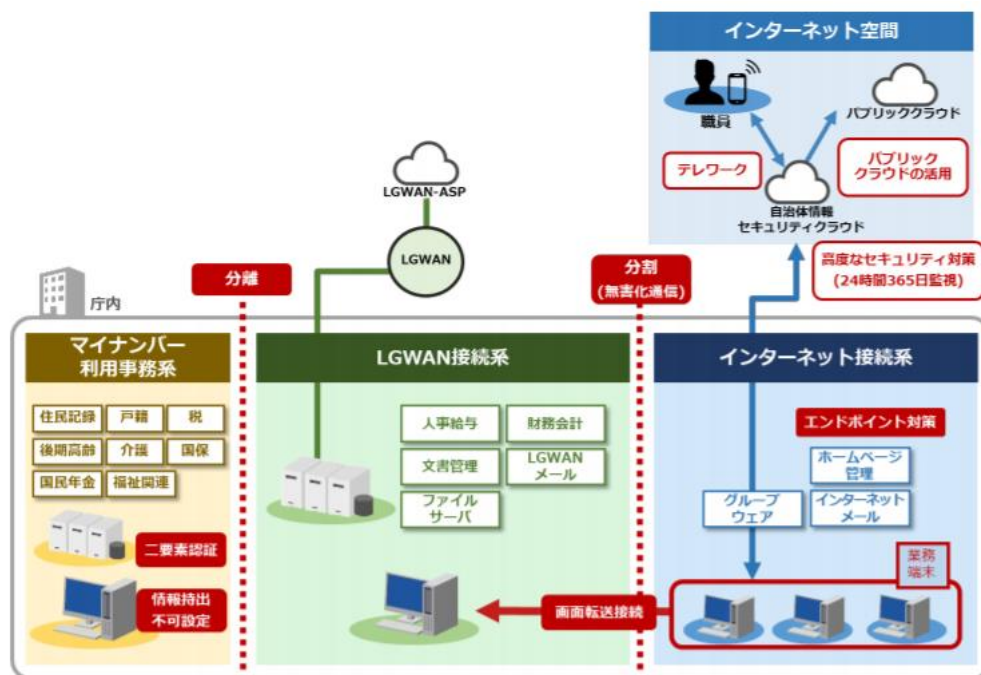 インターネット空間
職員
パブリッククラウド
テレワーク
パブリック
クラウドの活用
自治体情報
セキュリティクラウド
LGWAN-ASP
LGWAN
高度なセキュリティ対策
(24時間365日監視)
分離
分割
(無害化通信)
庁内
マイナンバー
利用事務系
住民記録
戸籍
税
後期高齢
介護
国保
国民年金
福祉関連
二要素認証
情報持出
不可設定
LGWAN接続系
人事給与
財務会計
文書管理
LGWAN
メール
ファイル
サーバ
画面転送接続
インターネット接続系
エンドポイント対策
ホームページ
管理
グループ
ウェア
インターネット
メール
業務
端末